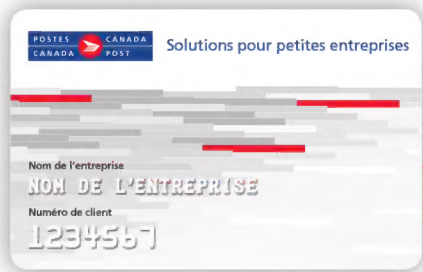 POSTES CANADA
CANADA POST
Solutions pour petites entreprises
Nom de l'entreprise
NOM DE L'ENTREPRISE
Numéro de client
1234567